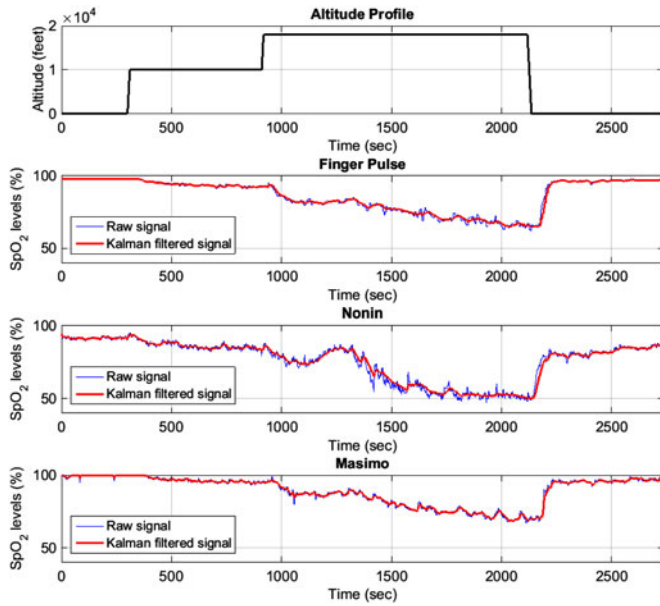 Altitude Profile
2 ×10⁴
1
0
Altitude (feet)
0 500 1000 1500 2000 2500
Time (sec)
Finger Pulse
100
50
SpO₂ levels (%)
Raw signal
Kalman filtered signal
0 500 1000 1500 2000 2500
Time (sec)
Nonin
100
50
SpO₂ levels (%)
Raw signal
Kalman filtered signal
0 500 1000 1500 2000 2500
Time (sec)
Masimo
100
50
SpO₂ levels (%)
Raw signal
Kalman filtered signal
0 500 1000 1500 2000 2500
Time (sec)